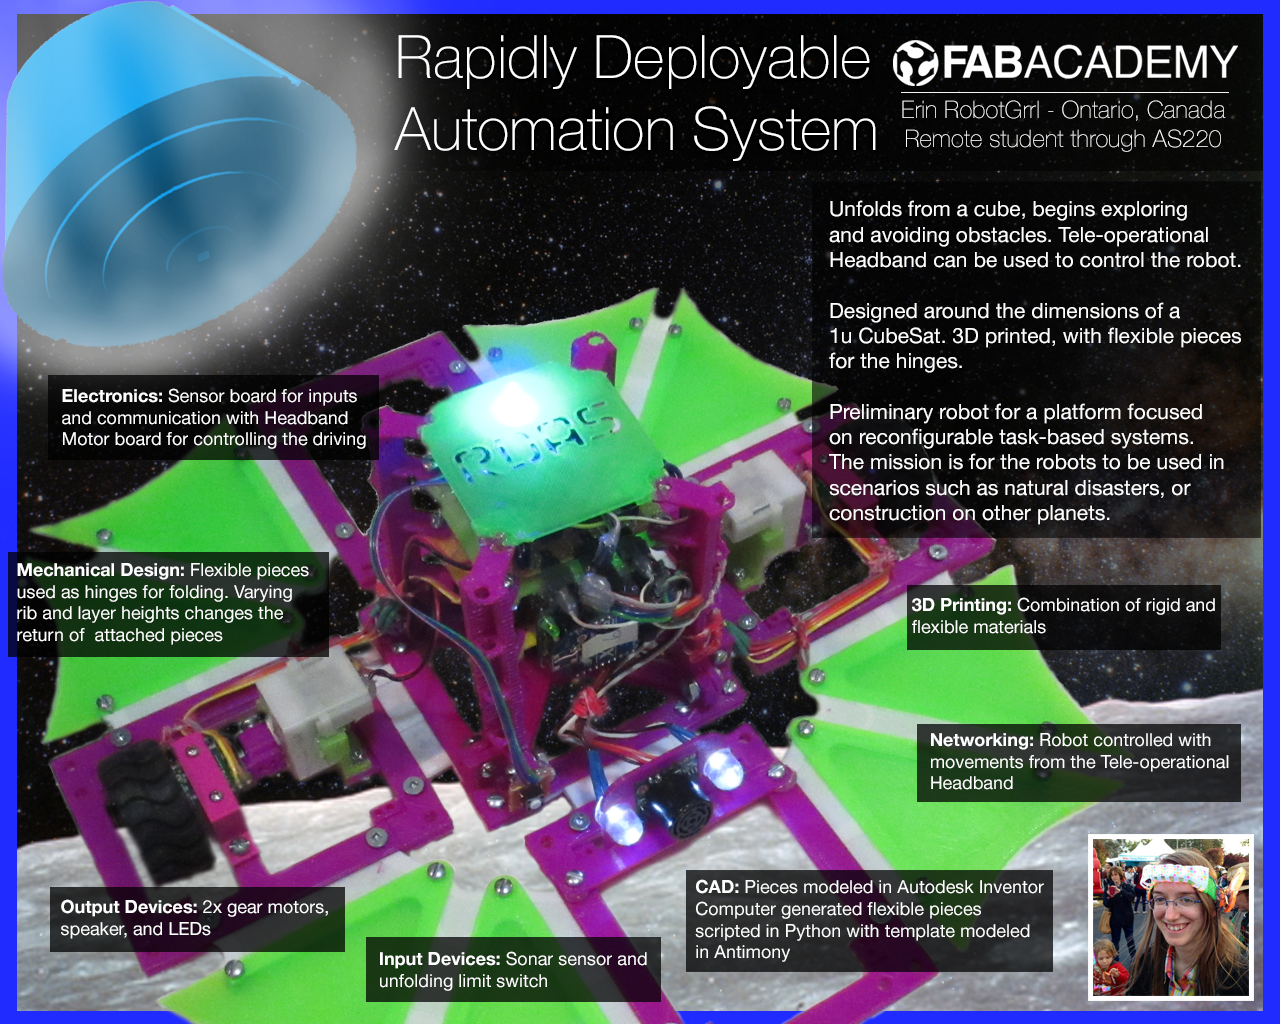 Rapidly Deployable
Automation System
FABACADEMY
Erin RobotGrrl - Ontario, Canada
Remote student through AS220
Unfolds from a cube, begins exploring
and avoiding obstacles. Tele-operational
Headband can be used to control the robot.
Designed around the dimensions of a
1u CubeSat. 3D printed, with flexible pieces
for the hinges.
Preliminary robot for a platform focused
on reconfigurable task-based systems.
The mission is for the robots to be used in
scenarios such as natural disasters, or
construction on other planets.
Electronics: Sensor board for inputs
and communication with Headband
Motor board for controlling the driving
RDAS
Mechanical Design: Flexible pieces
used as hinges for folding. Varying
rib and layer heights changes the
return of  attached pieces
3D Printing: Combination of rigid and
flexible materials
Networking: Robot controlled with
movements from the Tele-operational
Headband
Output Devices: 2x gear motors,
speaker, and LEDs
Input Devices: Sonar sensor and
unfolding limit switch
CAD: Pieces modeled in Autodesk Inventor
Computer generated flexible pieces
scripted in Python with template modeled
in Antimony